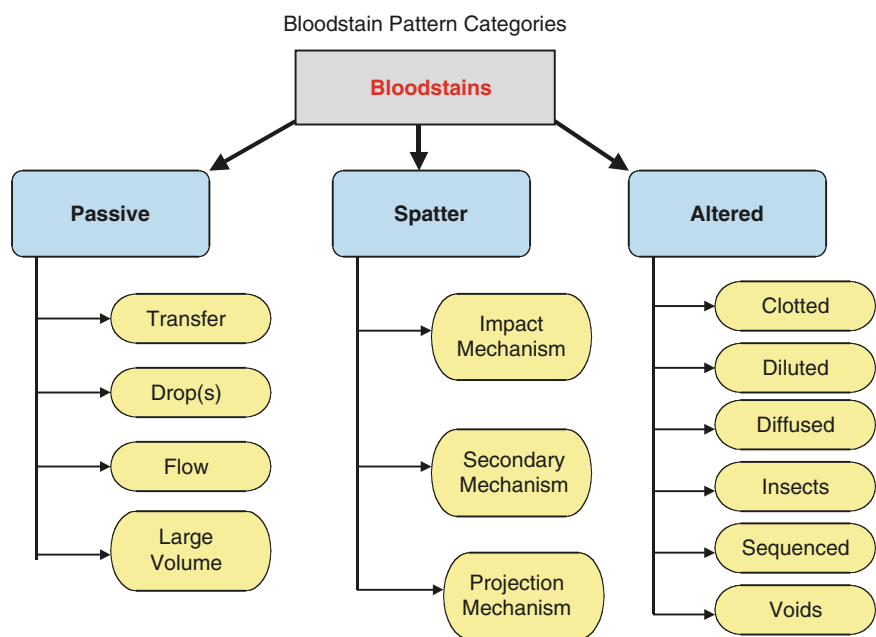 Bloodstain Pattern Categories
Bloodstains
Passive
Spatter
Altered
Transfer
Drop(s)
Flow
Large
Volume
Impact
Mechanism
Secondary
Mechanism
Projection
Mechanism
Clotted
Diluted
Diffused
Insects
Sequenced
Voids